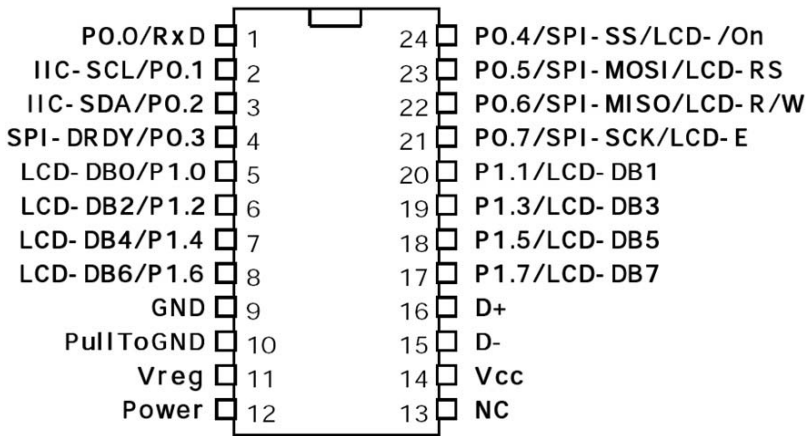 P0.0/RxD 1 24 P0.4/SPI-SS/LCD-/On
IIC-SCL/P0.1 2 23 P0.5/SPI-MOSI/LCD-RS
IIC-SDA/P0.2 3 22 P0.6/SPI-MISO/LCD-R/W
SPI-DRDY/P0.3 4 21 P0.7/SPI-SCK/LCD-E
LCD-DB0/P1.0 5 20 P1.1/LCD-DB1
LCD-DB2/P1.2 6 19 P1.3/LCD-DB3
LCD-DB4/P1.4 7 18 P1.5/LCD-DB5
LCD-DB6/P1.6 8 17 P1.7/LCD-DB7
GND 9 16 D+
PullToGND 10 15 D-
Vreg 11 14 Vcc
Power 12 13 NC